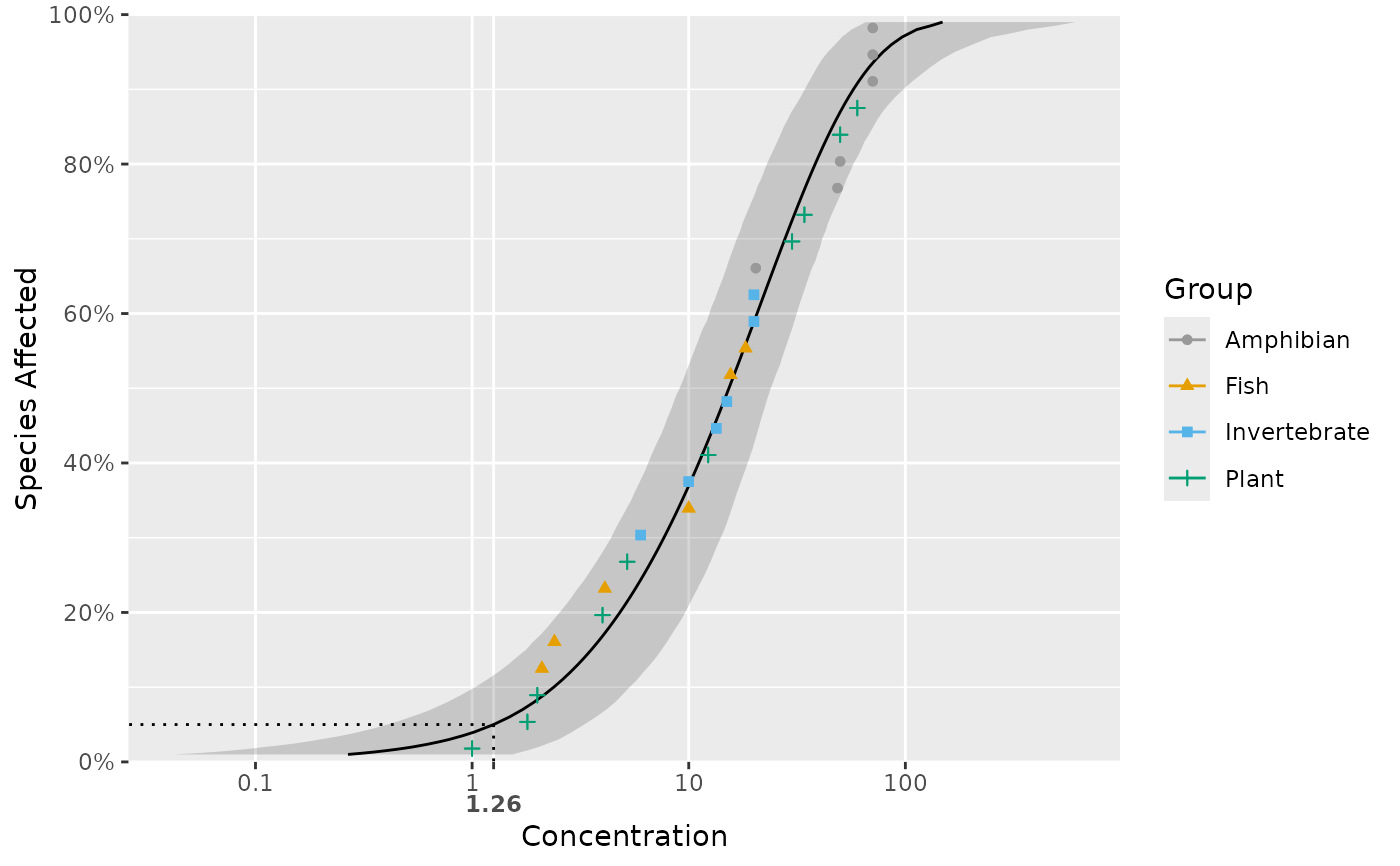 100%
80%
60%
40%
20%
0%
Species Affected
0.1
1
10
100
1.26
Concentration
Group
Amphibian
Fish
Invertebrate
Plant